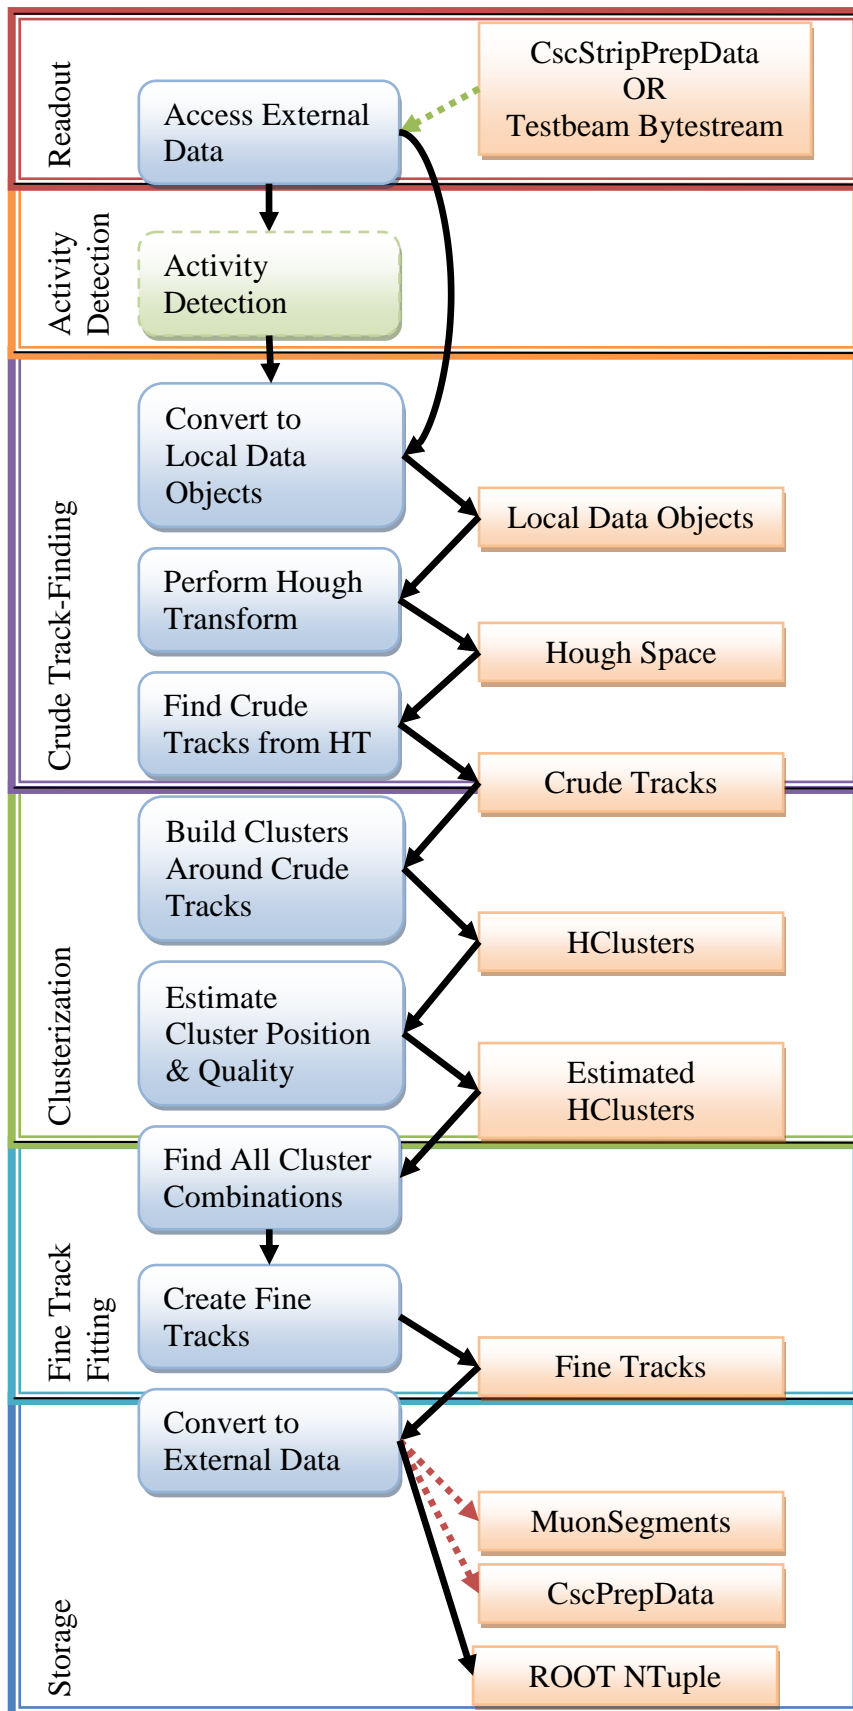 Readout
Access External
Data
CscStripPrepData
OR
Testbeam Bytestream
Activity
Detection
Activity
Detection
Crude Track-Finding
Convert to
Local Data
Objects
Local Data Objects
Perform Hough
Transform
Hough Space
Find Crude
Tracks from HT
Crude Tracks
Clusterization
Build Clusters
Around Crude
Tracks
HClusters
Estimate
Cluster Position
& Quality
Estimated
HClusters
Fine Track
Fitting
Find All Cluster
Combinations
Create Fine
Tracks
Fine Tracks
Storage
Convert to
External Data
MuonSegments
CscPrepData
ROOT NTuple